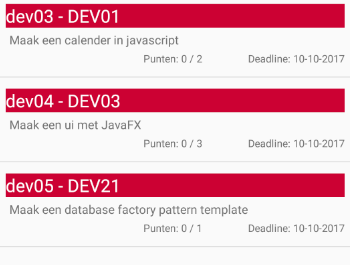 dev03 - DEV01
Maak een calender in javascript
Punten: 0 / 2 Deadline: 10-10-2017
dev04 - DEV03
Maak een ui met JavaFX
Punten: 0 / 3 Deadline: 10-10-2017
dev05 - DEV21
Maak een database factory pattern template
Punten: 0 / 1 Deadline: 10-10-2017